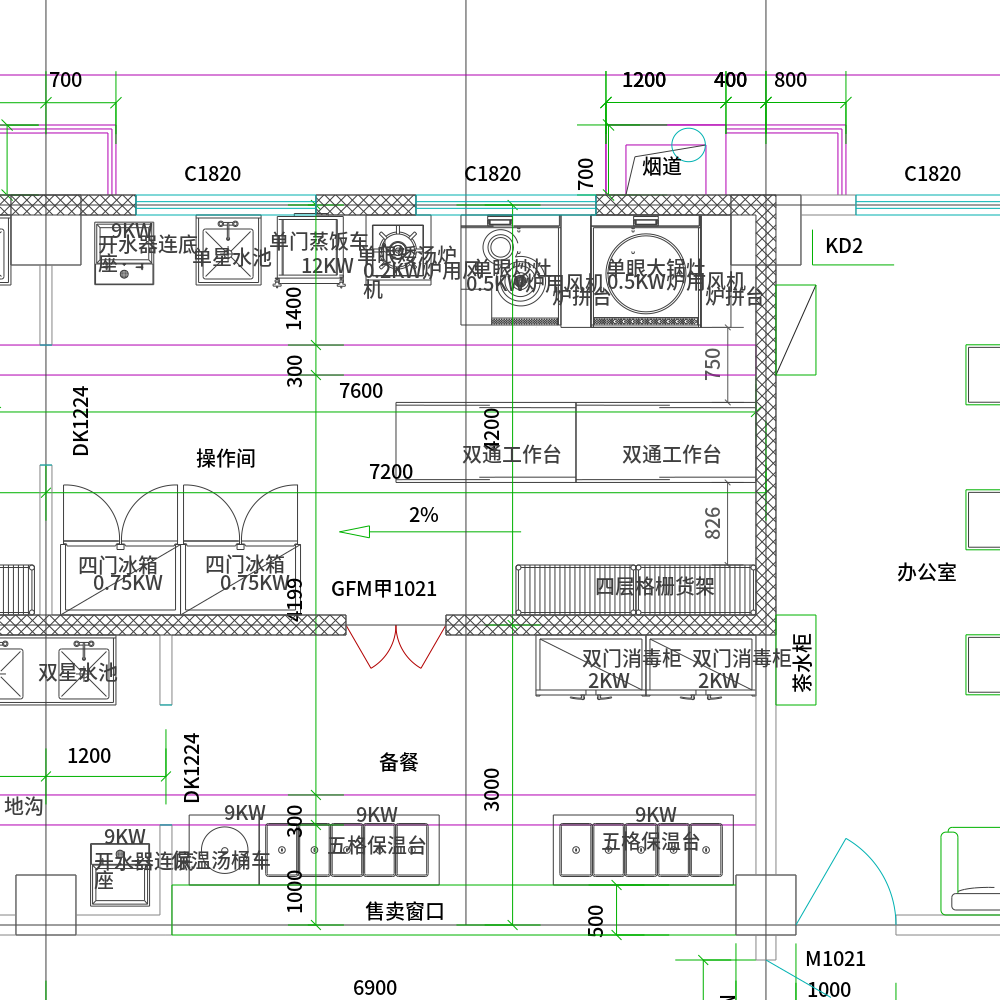 700
1200
400
800
C1820
C1820
700
烟道
C1820
9KW
开水器连底
座
单星水池
单门蒸饭车
12KW
单眼矮汤炉
0.2KW炉用风
机
单眼炒灶
0.5KW炉用风机
炉拼台
单眼大锅灶
0.5KW炉用风机
炉拼台
KD2
1400
300
7600
750
DK1224
操作间
4200
双通工作台
双通工作台
7200
2%
826
四门冰箱
0.75KW
四门冰箱
0.75KW
4199
GFM甲1021
四层格栅货架
办公室
双星水池
双门消毒柜
2KW
双门消毒柜
2KW
茶水柜
1200
DK1224
备餐
3000
地沟
9KW
300
9KW
9KW
9KW
开水器连底
座
保温汤桶车
五格保温台
五格保温台
1000
售卖窗口
500
M1021
6900
1000